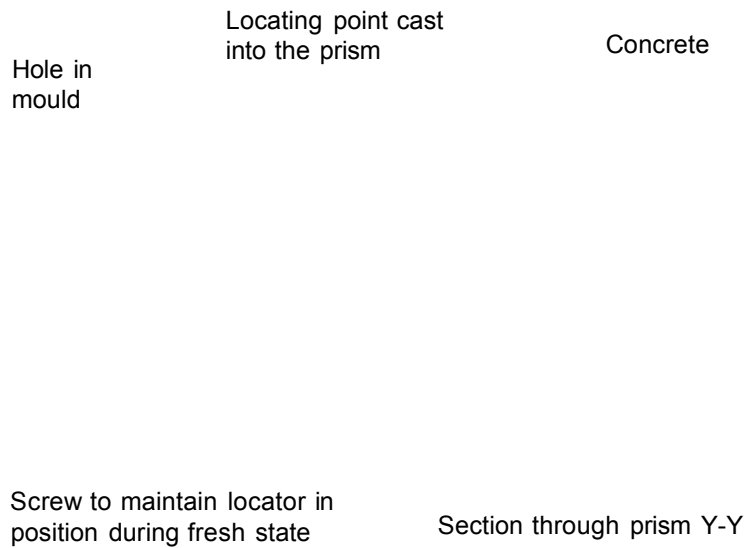 Locating point cast
into the prism
Concrete
Hole in
mould
Screw to maintain locator in
position during fresh state
Section through prism Y-Y